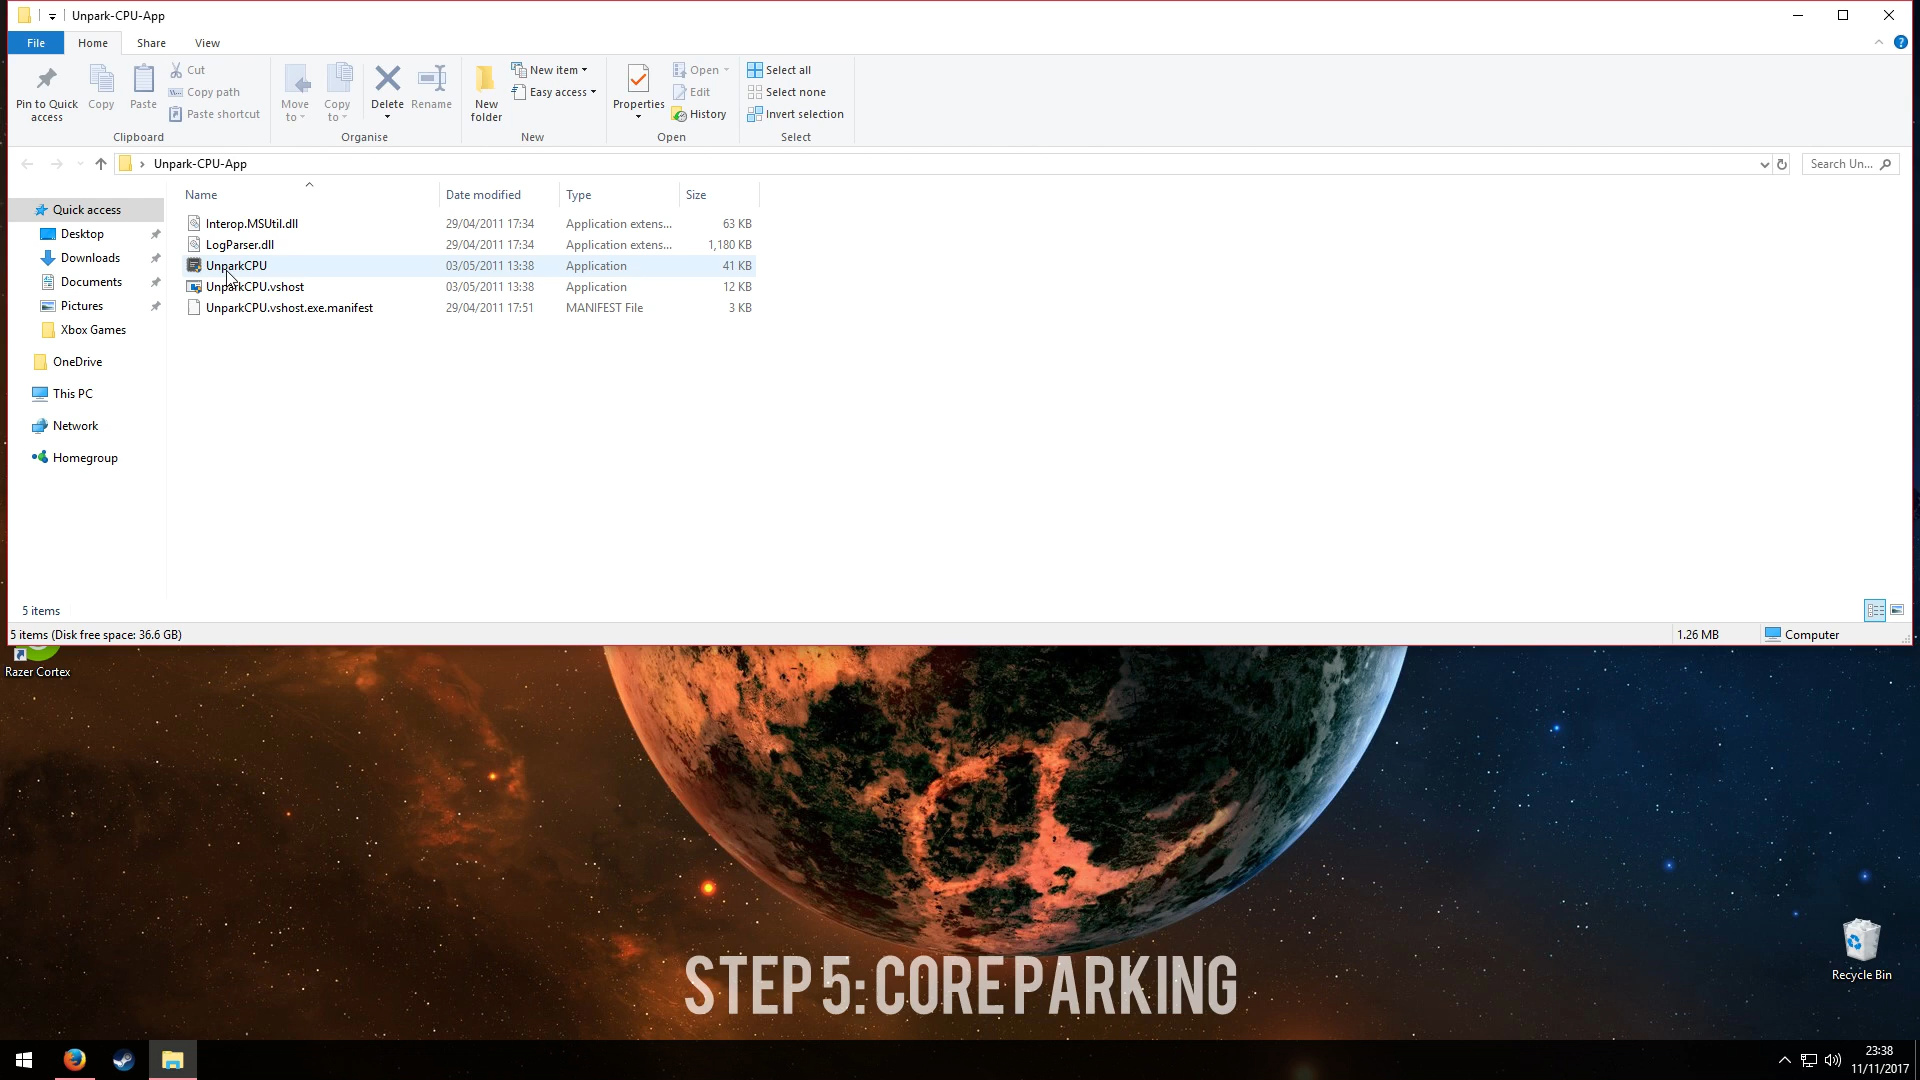 Unpark-CPU-App
File Home Share View
Pin to Quick access
Copy
Paste
Cut
Copy path
Paste shortcut
Clipboard
Move to
Copy to
Delete
Rename
Organise
New folder
New item
Easy access
New
Properties
Open
Edit
History
Open
Select all
Select none
Invert selection
Select
Unpark-CPU-App
Search Un...
Quick access
Desktop
Downloads
Documents
Pictures
Xbox Games
OneDrive
This PC
Network
Homegroup
Name Date modified Type Size
Interop.MSUtil.dll 29/04/2011 17:34 Application extens... 63 KB
LogParser.dll 29/04/2011 17:34 Application extens... 1,180 KB
UnparkCPU 03/05/2011 13:38 Application 41 KB
UnparkCPU.vshost 03/05/2011 13:38 Application 12 KB
UnparkCPU.vshost.exe.manifest 29/04/2011 17:51 MANIFEST File 3 KB
5 items
5 items (Disk free space: 36.6 GB) 1.26 MB Computer
Razer Cortex
Recycle Bin
STEP 5: CORE PARKING
23:38
11/11/2017